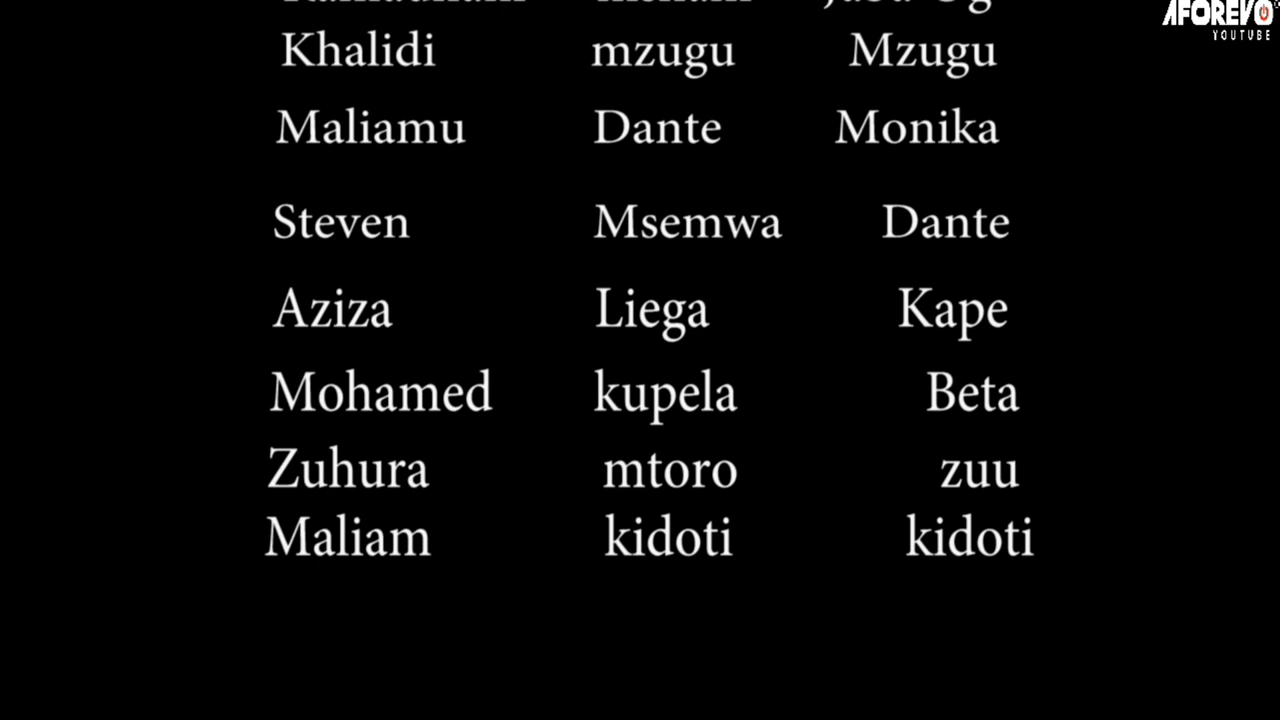 AFOREVO
YOUTUBE
Khalidi mzugu Mzugu
Maliamu Dante Monika
Steven Msemwa Dante
Aziza Liega Kape
Mohamed kupela Beta
Zuhura mtoro zuu
Maliam kidoti kidoti